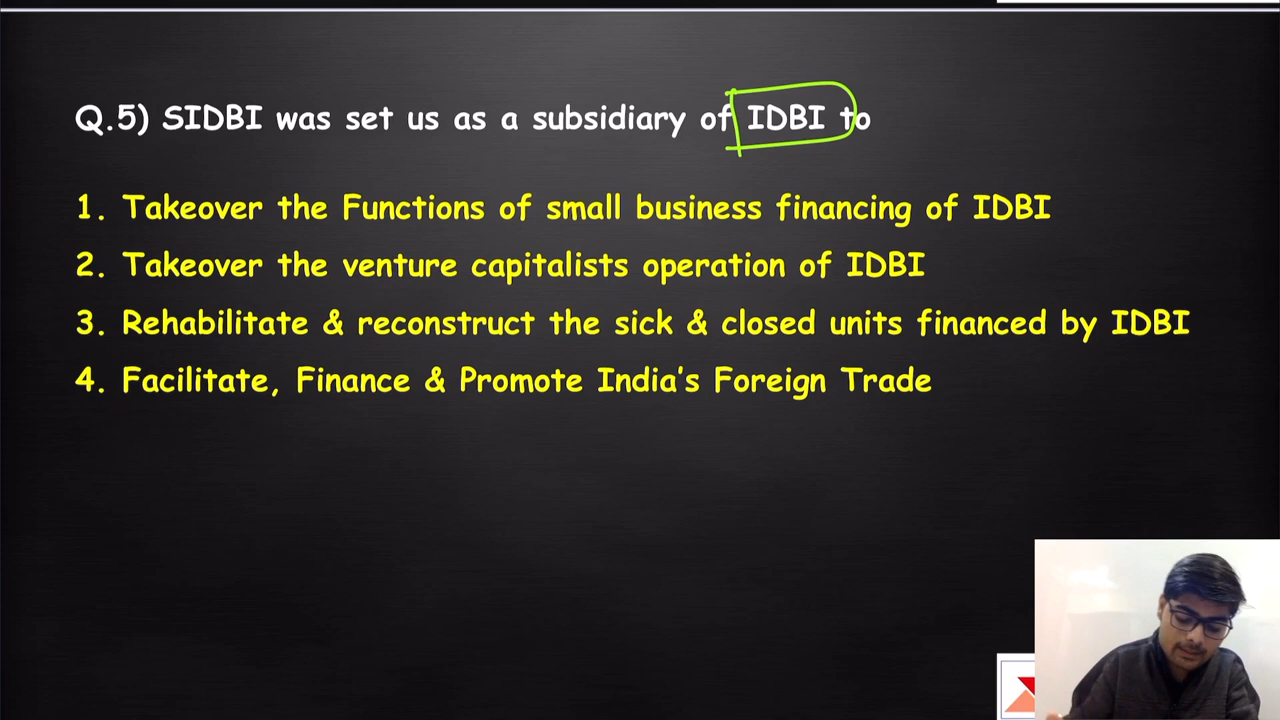 Q.5) SIDBI was set us as a subsidiary of IDBI to
1. Takeover the Functions of small business financing of IDBI
2. Takeover the venture capitalists operation of IDBI
3. Rehabilitate & reconstruct the sick & closed units financed by IDBI
4. Facilitate, Finance & Promote India's Foreign Trade